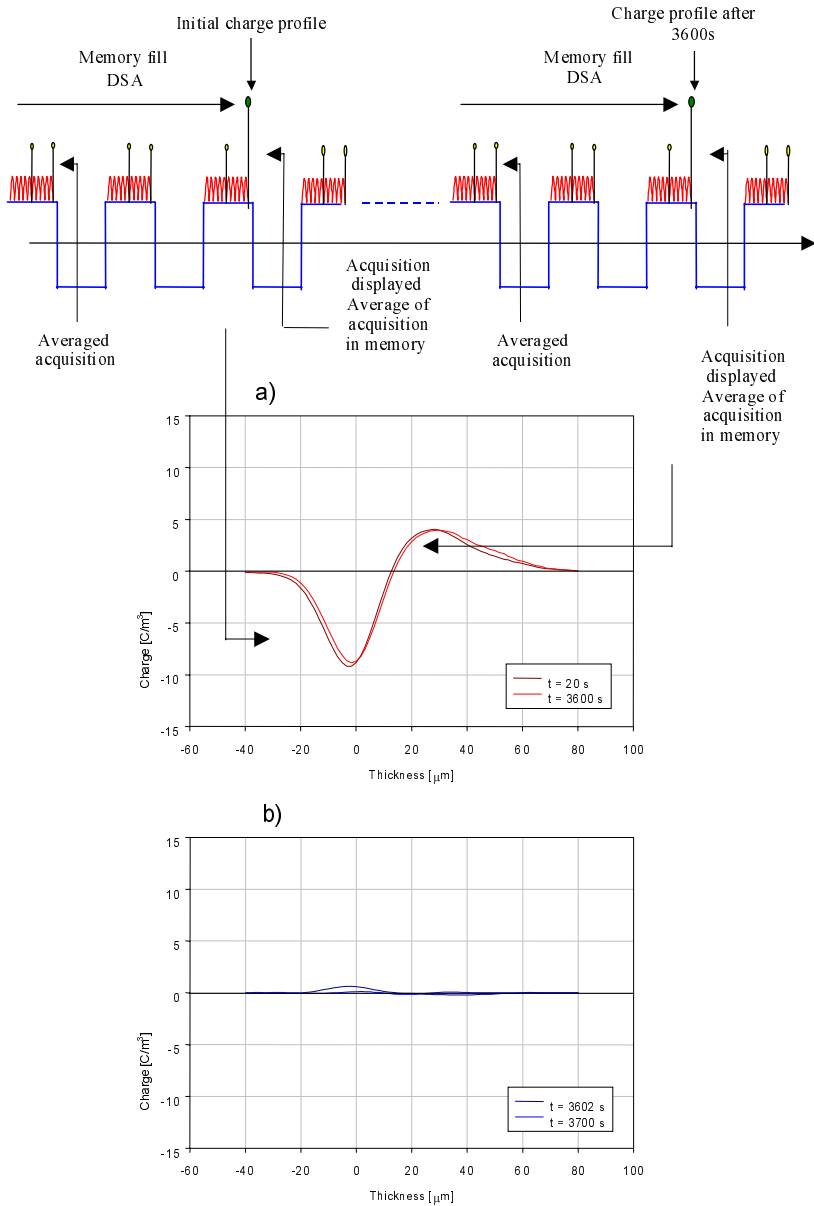 Initial charge profile
Charge profile after
3600s
Memory fill
DSA
Memory fill
DSA
Averaged
acquisition
Acquisition
displayed
Average of
acquisition
in memory
Averaged
acquisition
Acquisition
displayed
Average of
acquisition
in memory
a)
15
10
5
0
-5
-10
-15
Charge [C/m³]
-60 -40 -20 0 20 40 60 80 100
Thickness [ μm]
t = 20 s
t = 3600 s
b)
15
10
5
0
-5
-10
-15
Charge [C/m³]
-60 -40 -20 0 20 40 60 80 100
Thickness [ μm]
t = 3602 s
t = 3700 s